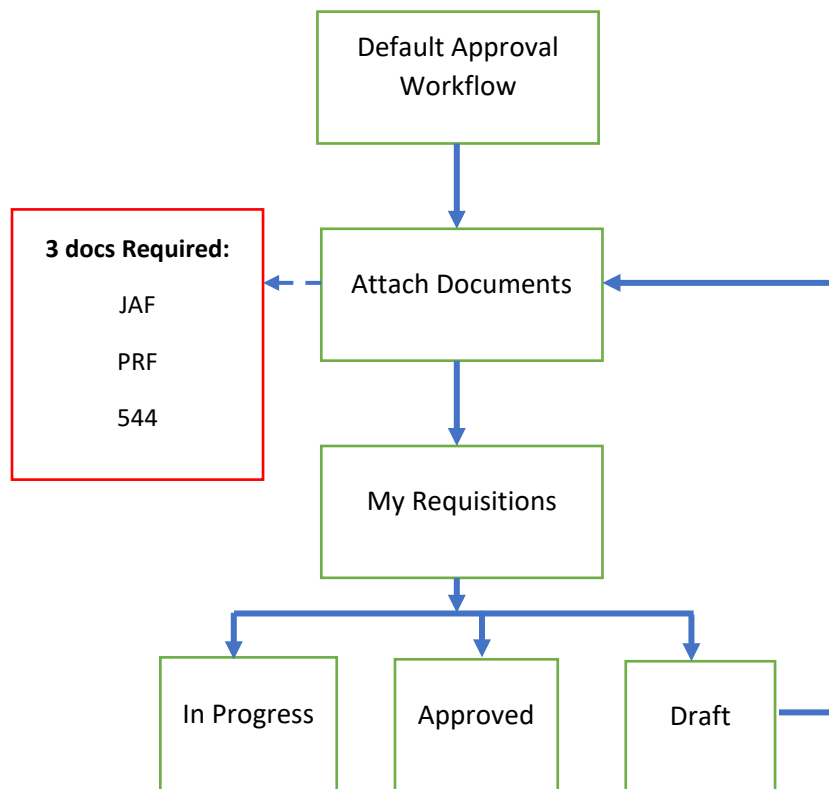 Default Approval
Workflow
3 docs Required:
JAF
PRF
544
Attach Documents
My Requisitions
In Progress
Approved
Draft